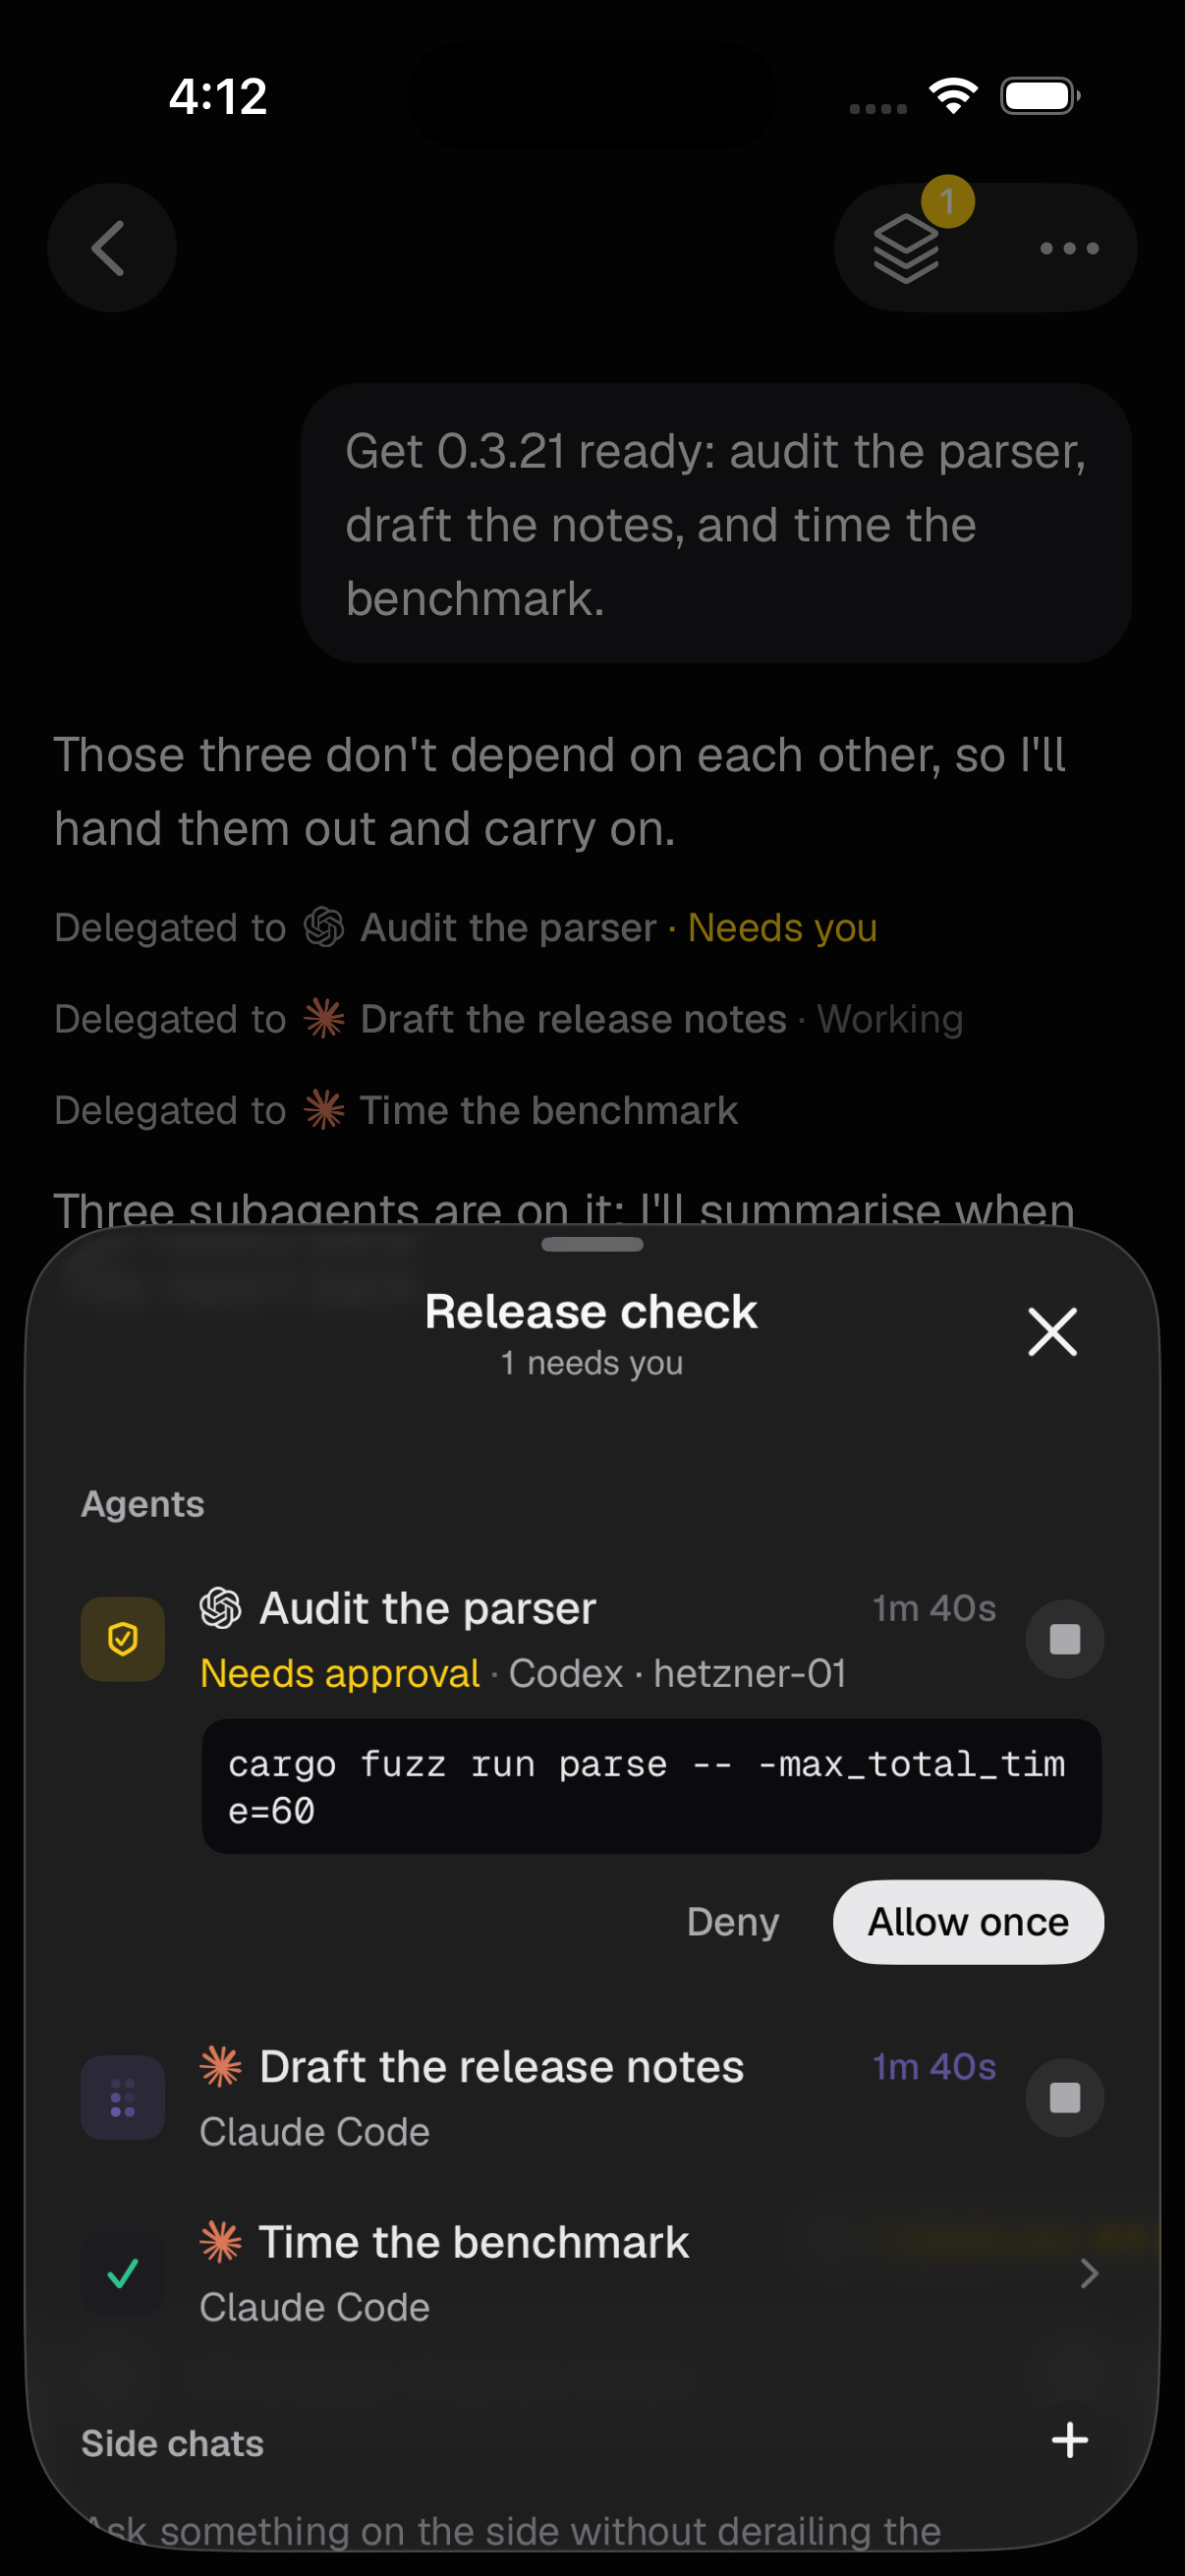 4:12
1
Get 0.3.21 ready: audit the parser,
draft the notes, and time the
benchmark.
Those three don't depend on each other, so I'll
hand them out and carry on.
Delegated to Audit the parser · Needs you
Delegated to Draft the release notes · Working
Delegated to Time the benchmark
Three subagents are on it; I'll summarise when
Release check
1 needs you
Agents
Audit the parser 1m 40s
Needs approval · Codex · hetzner-01
cargo fuzz run parse -- -max_total_tim
e=60
Deny Allow once
Draft the release notes 1m 40s
Claude Code
Time the benchmark
Claude Code
Side chats
Ask something on the side without derailing the